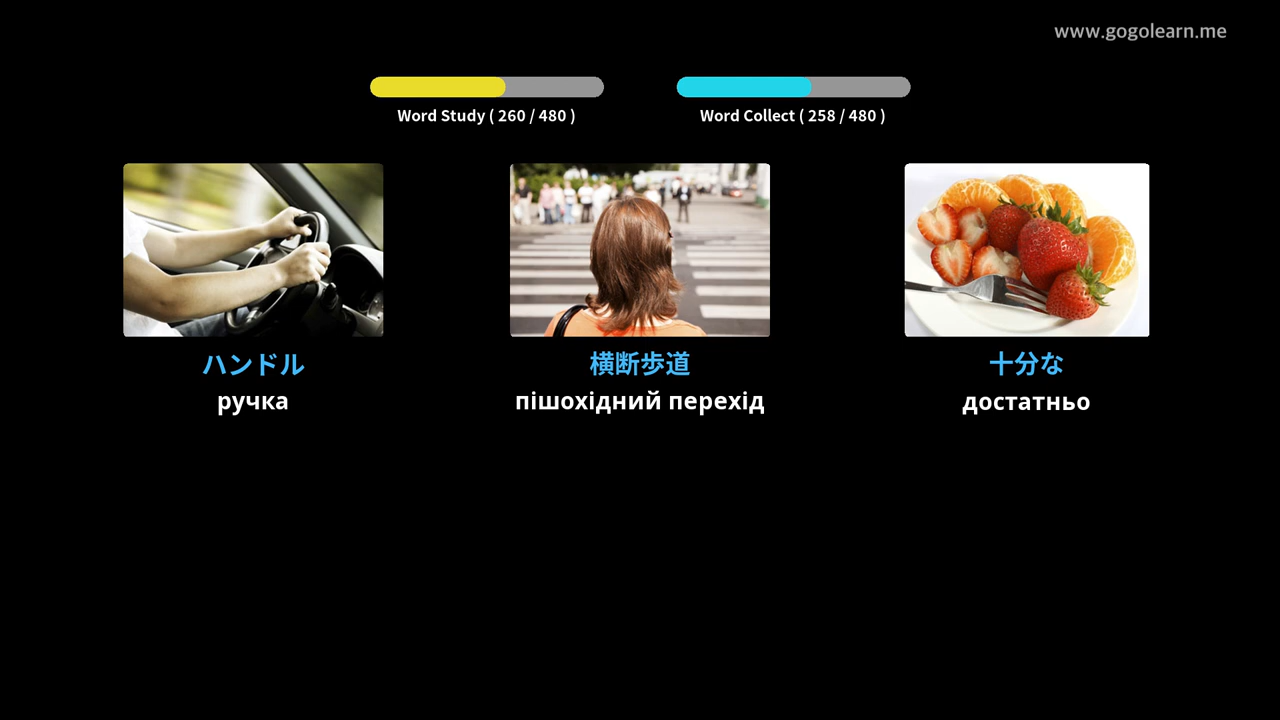 www.gogolearn.me
Word Study ( 260 / 480 )
Word Collect ( 258 / 480 )
ハンドル
ручка
横断歩道
пішохідний перехід
十分な
достатньо